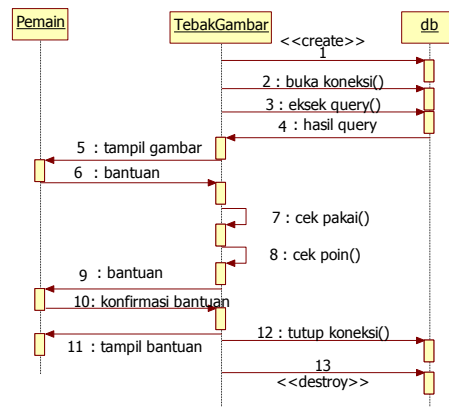 Pemain
TebakGambar
db
<<create>>
1
2 : buka koneksi()
3 : eksek query()
4 : hasil query
5 : tampil gambar
6 : bantuan
7 : cek pakai()
8 : cek poin()
9 : bantuan
10: konfirmasi bantuan
11 : tampil bantuan
12 : tutup koneksi()
13
<<destroy>>